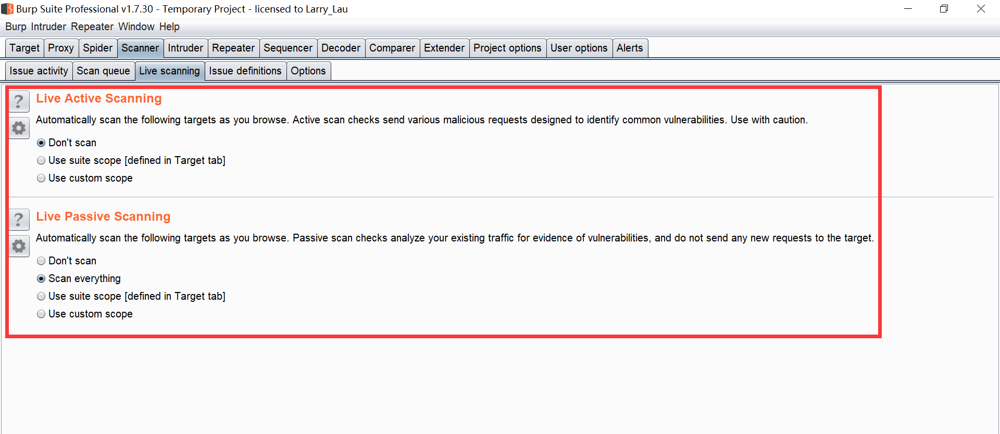 Burp Suite Professional v1.7.30 - Temporary Project - licensed to Larry_Lau
Burp Intruder Repeater Window Help
Target Proxy Spider Scanner Intruder Repeater Sequencer Decoder Comparer Extender Project options User options Alerts
Issue activity Scan queue Live scanning Issue definitions Options
? Live Active Scanning
Automatically scan the following targets as you browse. Active scan checks send various malicious requests designed to identify common vulnerabilities. Use with caution.
Don't scan
Use suite scope [defined in Target tab]
Use custom scope
? Live Passive Scanning
Automatically scan the following targets as you browse. Passive scan checks analyze your existing traffic for evidence of vulnerabilities, and do not send any new requests to the target.
Don't scan
Scan everything
Use suite scope [defined in Target tab]
Use custom scope